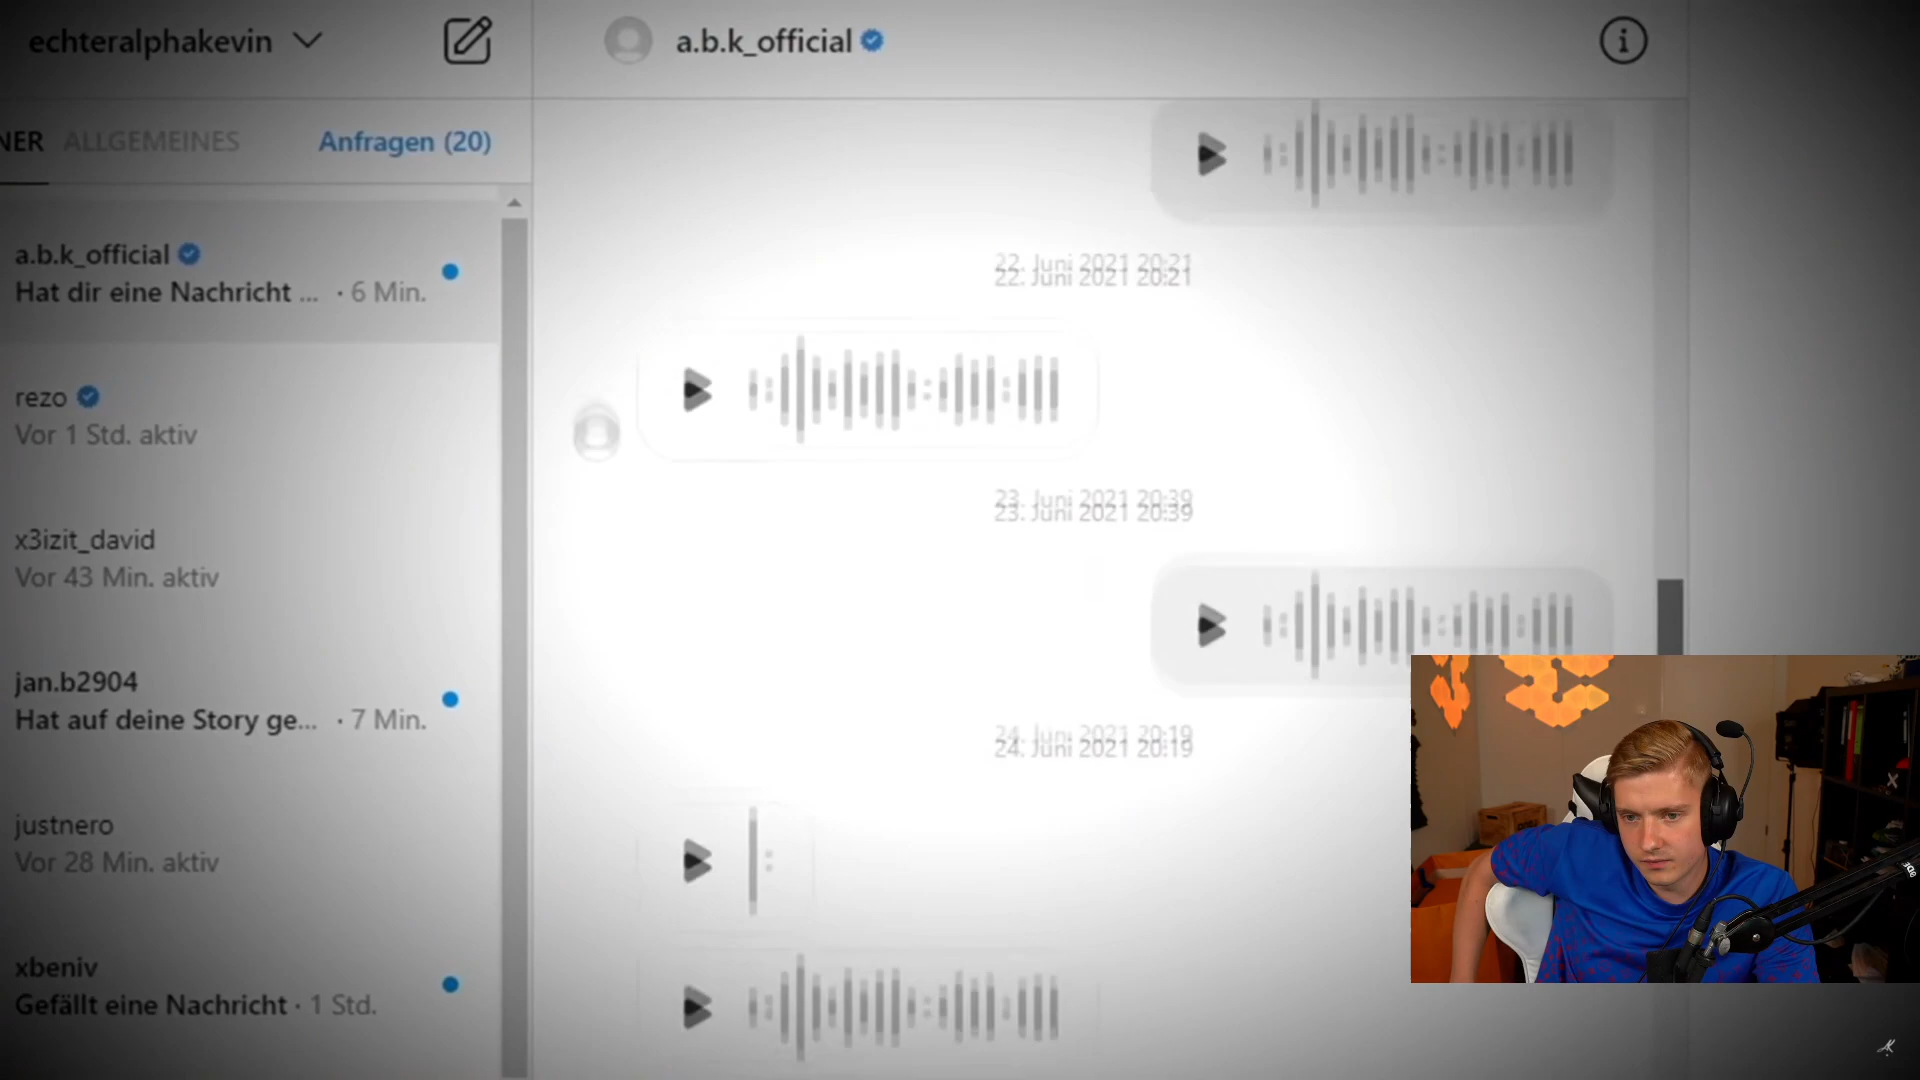 echteralphakevin
NER ALLGEMEINES Anfragen (20)
a.b.k_official
Hat dir eine Nachricht ... · 6 Min.
rezo
Vor 1 Std. aktiv
x3izit_david
Vor 43 Min. aktiv
jan.b2904
Hat auf deine Story ge... · 7 Min.
justnero
Vor 28 Min. aktiv
xbeniv
Gefällt eine Nachricht · 1 Std.
a.b.k_official
22. Juni 2021 20:21
23. Juni 2021 20:39
24. Juni 2021 20:19